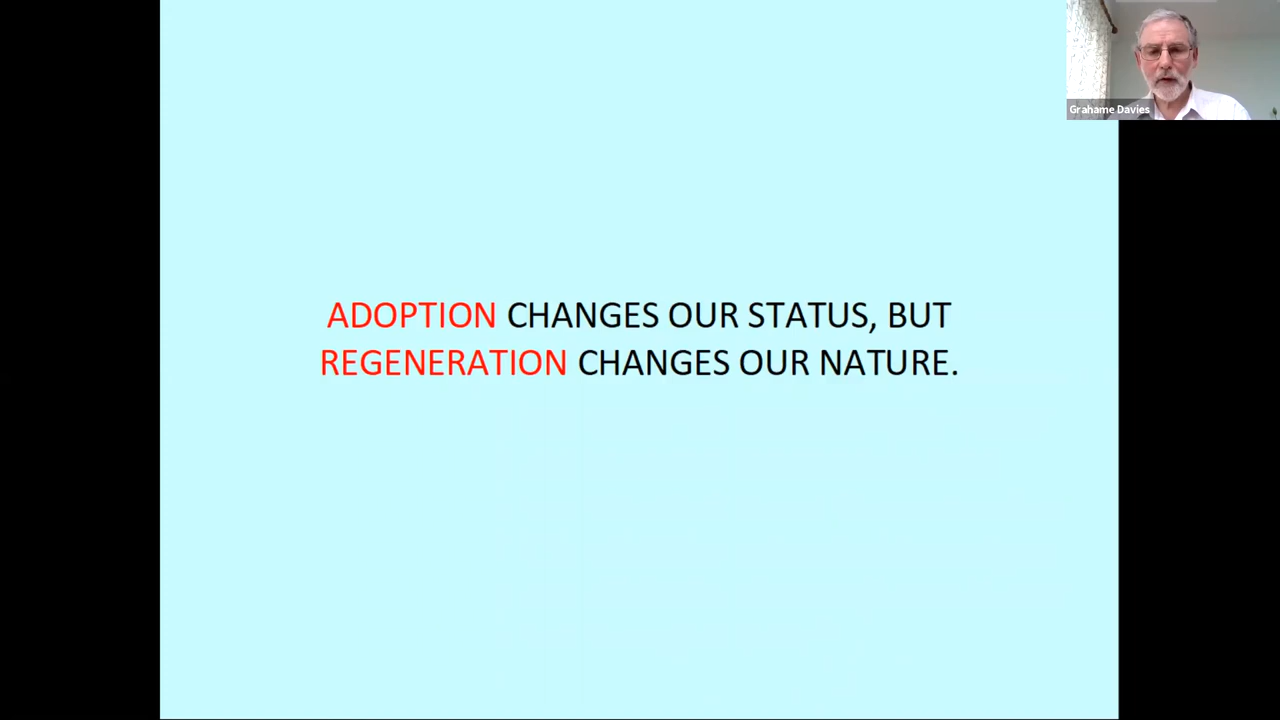 Grahame Davies
ADOPTION CHANGES OUR STATUS, BUT
REGENERATION CHANGES OUR NATURE.